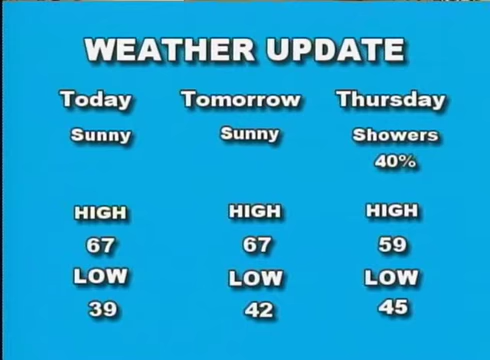 WEATHER UPDATE
Today Tomorrow Thursday
Sunny Sunny Showers
40%
HIGH HIGH HIGH
67 67 59
LOW LOW LOW
39 42 45